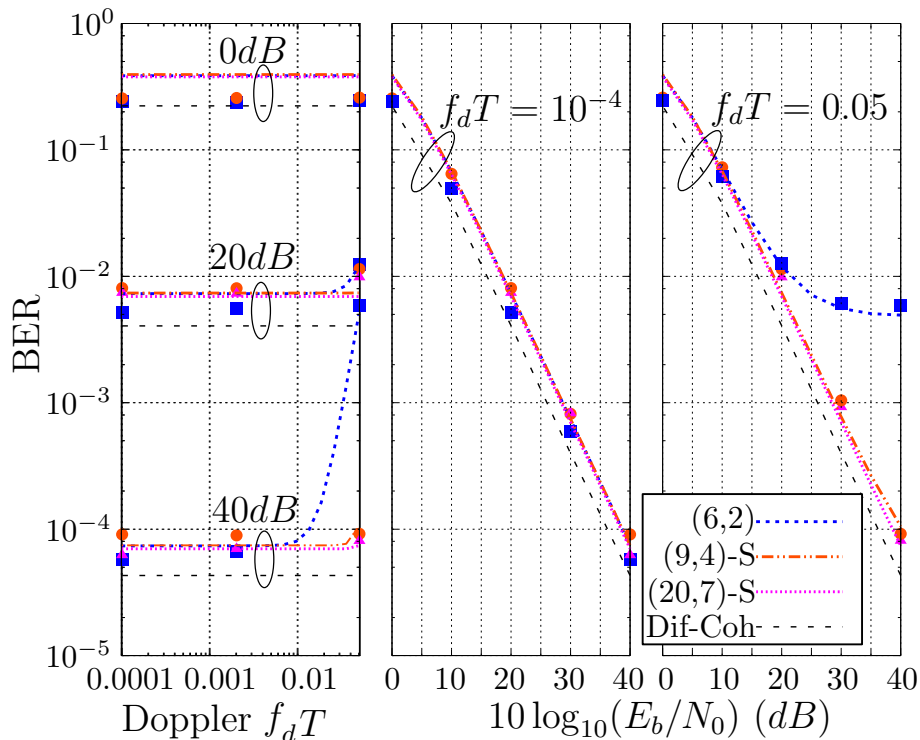 10^0
10^{-1}
10^{-2}
10^{-3}
10^{-4}
10^{-5}
BER
0dB
20dB
40dB
0.0001 0.001 0.01
Doppler f_dT
f_dT = 10^{-4}
0 10 20 30 40
f_dT = 0.05
0 10 20 30 40
10 log_{10}(E_b/N_0) (dB)
(6,2)
(9,4)-S
(20,7)-S
Dif-Coh